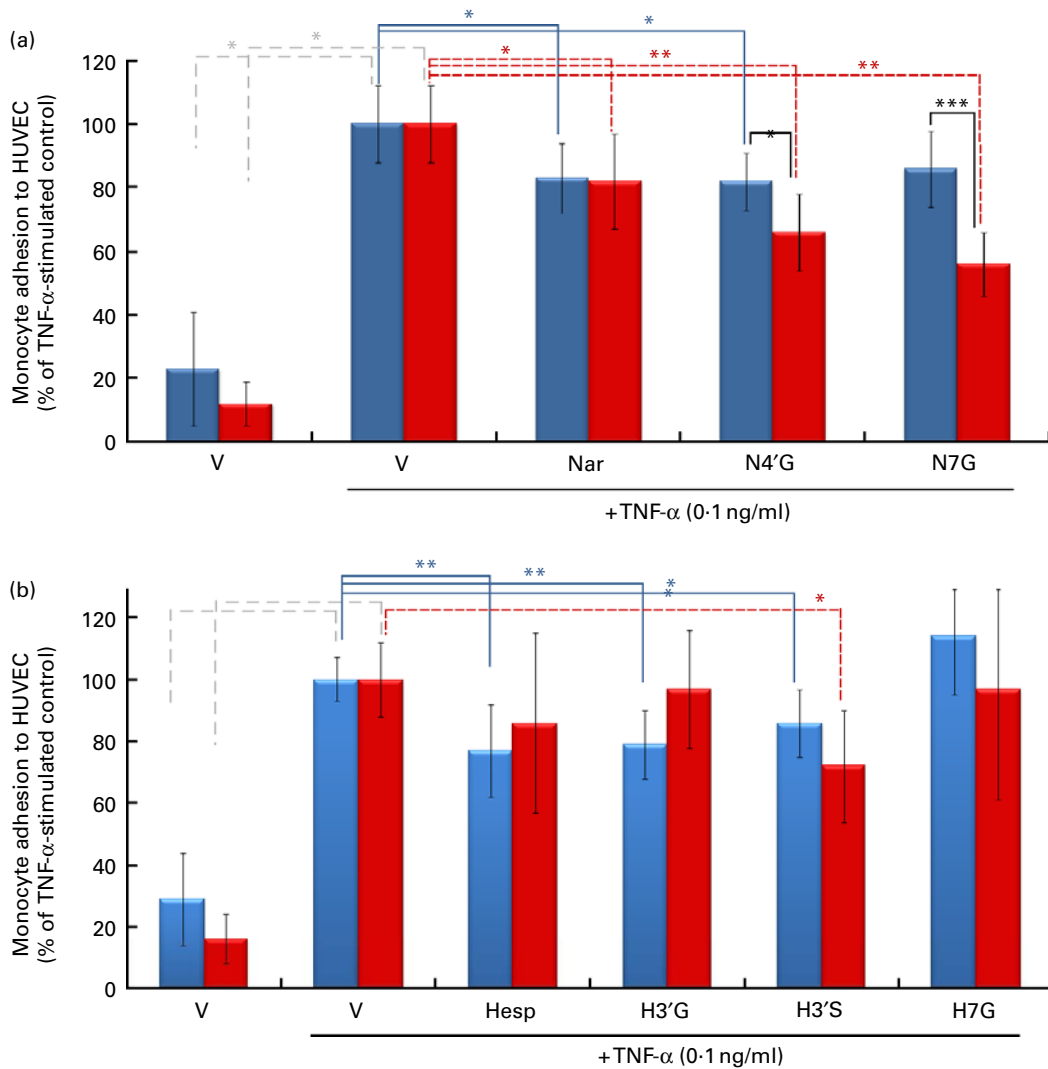 (a)
* * * *
* ** **
* ***
Monocyte adhesion to HUVEC
(% of TNF-α-stimulated control)
120
100
80
60
40
20
0
V V Nar N4′G N7G
+TNF-α (0·1 ng/ml)
(b)
** ** *
*
*
Monocyte adhesion to HUVEC
(% of TNF-α-stimulated control)
120
100
80
60
40
20
0
V V Hesp H3′G H3′S H7G
+TNF-α (0·1 ng/ml)